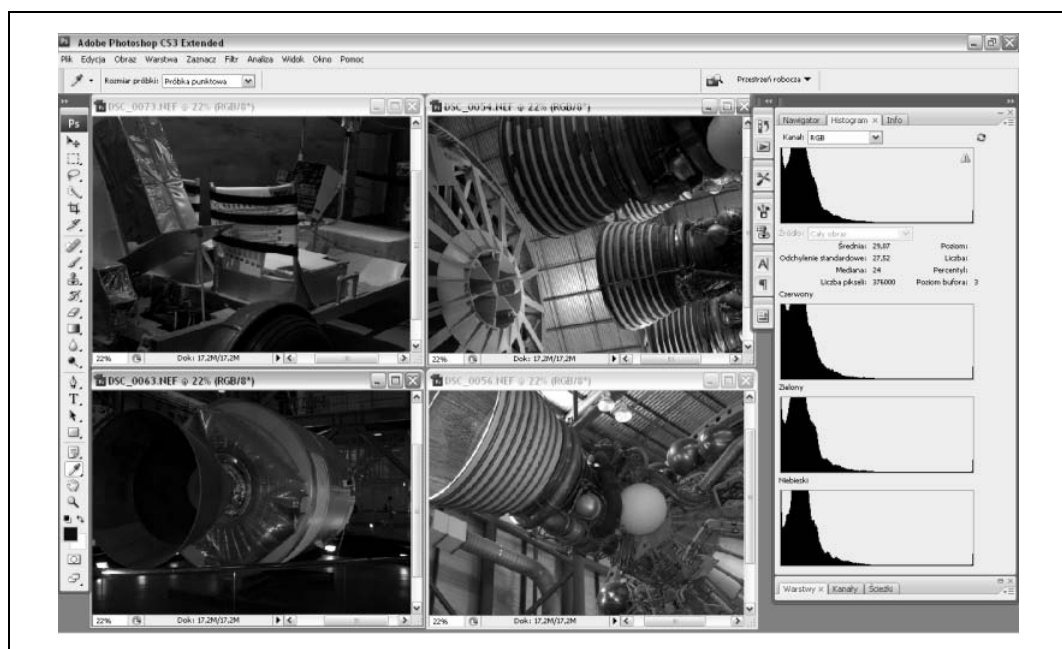 Adobe Photoshop CS3 Extended
Plik Edycja Obraz Warstwa Zaznacz Filtr Analiza Widok Okno Pomoc
Rozmiar próbki: Próbka punktowa
Przestrzeń robocza
DSC_0073.NEF @ 22% (RGB/8*)
DSC_0054.NEF @ 22% (RGB/8*)
Ps
22% Dok: 17,2M/17,2M
22% Dok: 17,2M/17,2M
DSC_0063.NEF @ 22% (RGB/8*)
DSC_0056.NEF @ 22% (RGB/8*)
22% Dok: 17,2M/17,2M
22% Dok: 17,2M/17,2M
Nawigator Histogram x Info
Kanał: RGB
Źródło: Cały obraz
Średnia: 29,87 Poziom:
Odchylenie standardowe: 27,52 Liczba:
Mediana: 24 Percentyl:
Liczba pikseli: 376000 Poziom bufora: 3
Czerwony
Zielony
Niebieski
Warstwy x Kanały Ścieżki